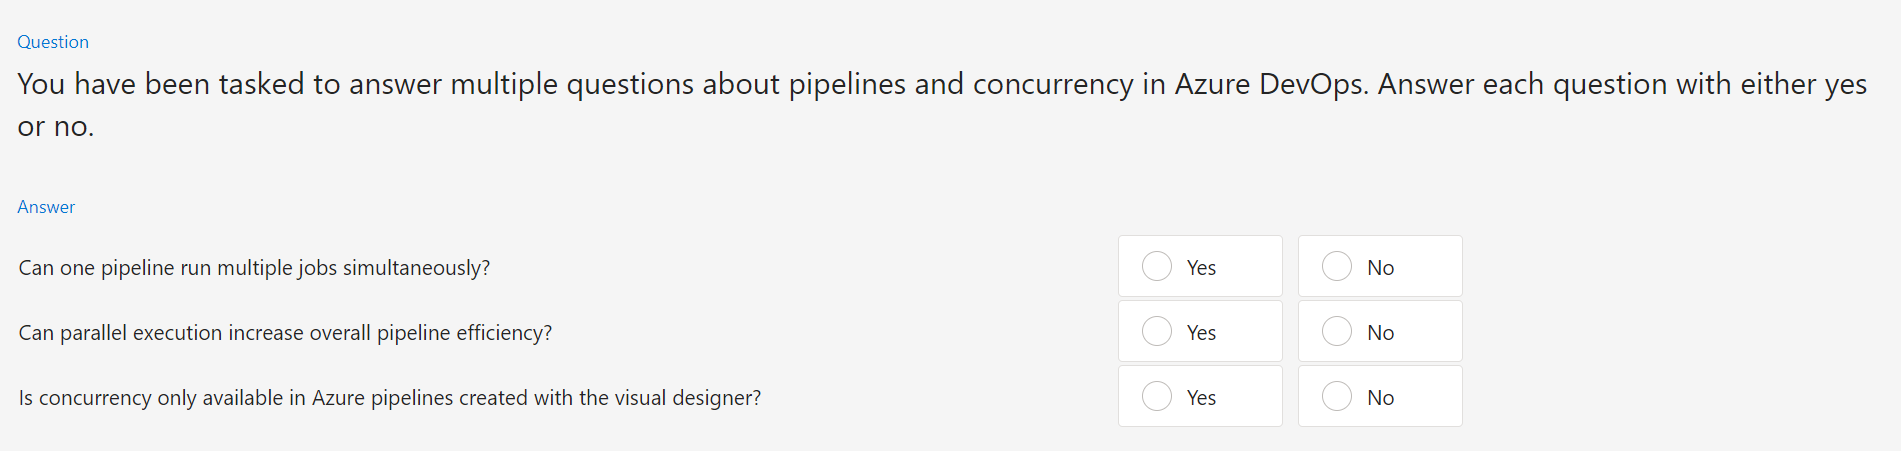 Question
You have been tasked to answer multiple questions about pipelines and concurrency in Azure DevOps. Answer each question with either yes
or no.
Answer
Can one pipeline run multiple jobs simultaneously? Yes No
Can parallel execution increase overall pipeline efficiency? Yes No
Is concurrency only available in Azure pipelines created with the visual designer? Yes No